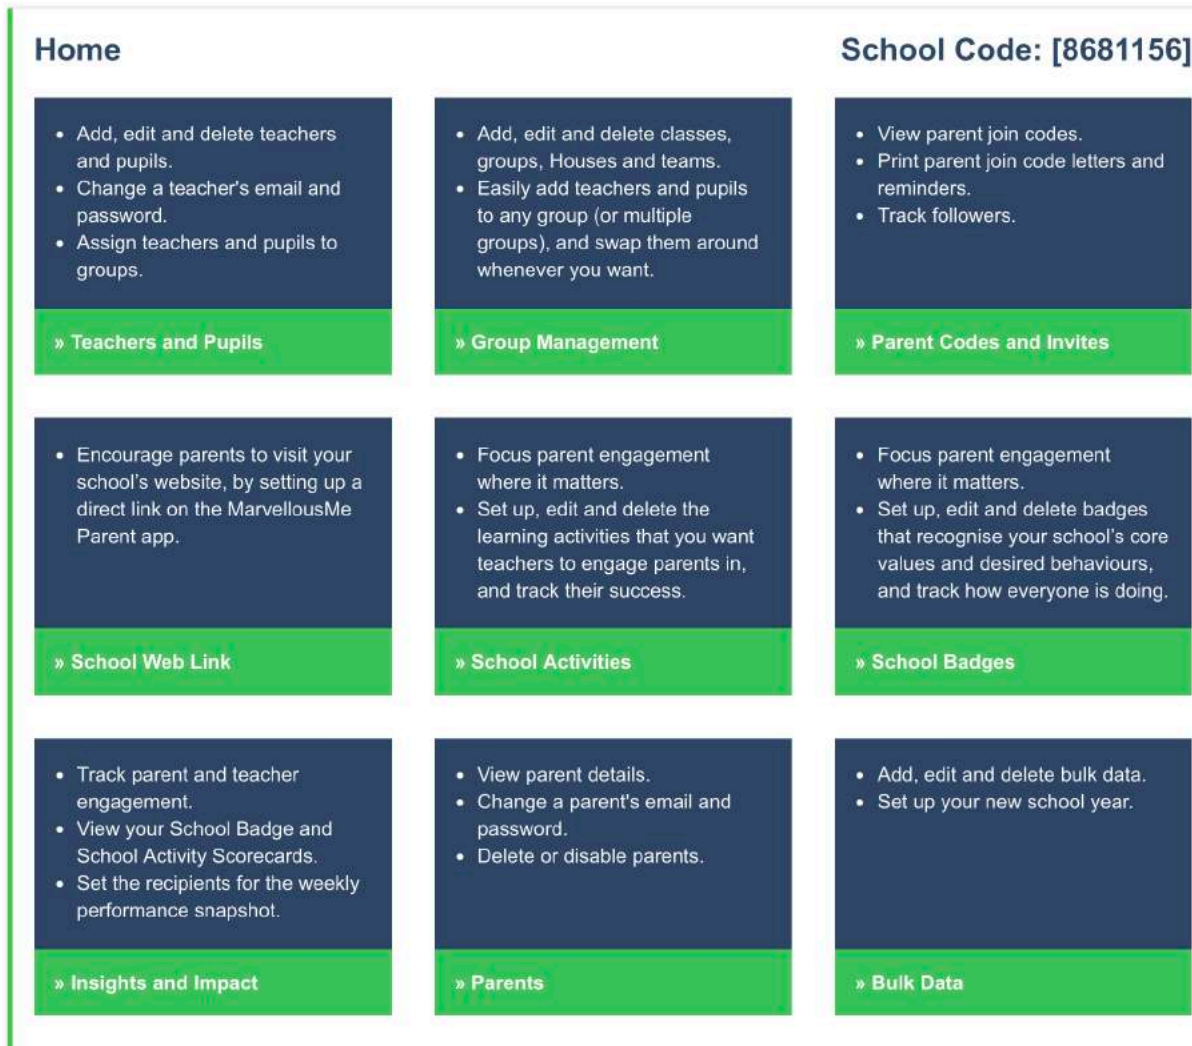 Home
School Code: [8681156]
• Add, edit and delete teachers
and pupils.
• Change a teacher's email and
password.
• Assign teachers and pupils to
groups.
» Teachers and Pupils
• Add, edit and delete classes,
groups, Houses and teams.
• Easily add teachers and pupils
to any group (or multiple
groups), and swap them around
whenever you want.
» Group Management
• View parent join codes.
• Print parent join code letters and
reminders.
• Track followers.
» Parent Codes and Invites
• Encourage parents to visit your
school’s website, by setting up a
direct link on the MarvellousMe
Parent app.
» School Web Link
• Focus parent engagement
where it matters.
• Set up, edit and delete the
learning activities that you want
teachers to engage parents in,
and track their success.
» School Activities
• Focus parent engagement
where it matters.
• Set up, edit and delete badges
that recognise your school’s core
values and desired behaviours,
and track how everyone is doing.
» School Badges
• Track parent and teacher
engagement.
• View your School Badge and
School Activity Scorecards.
• Set the recipients for the weekly
performance snapshot.
» Insights and Impact
• View parent details.
• Change a parent's email and
password.
• Delete or disable parents.
» Parents
• Add, edit and delete bulk data.
• Set up your new school year.
» Bulk Data